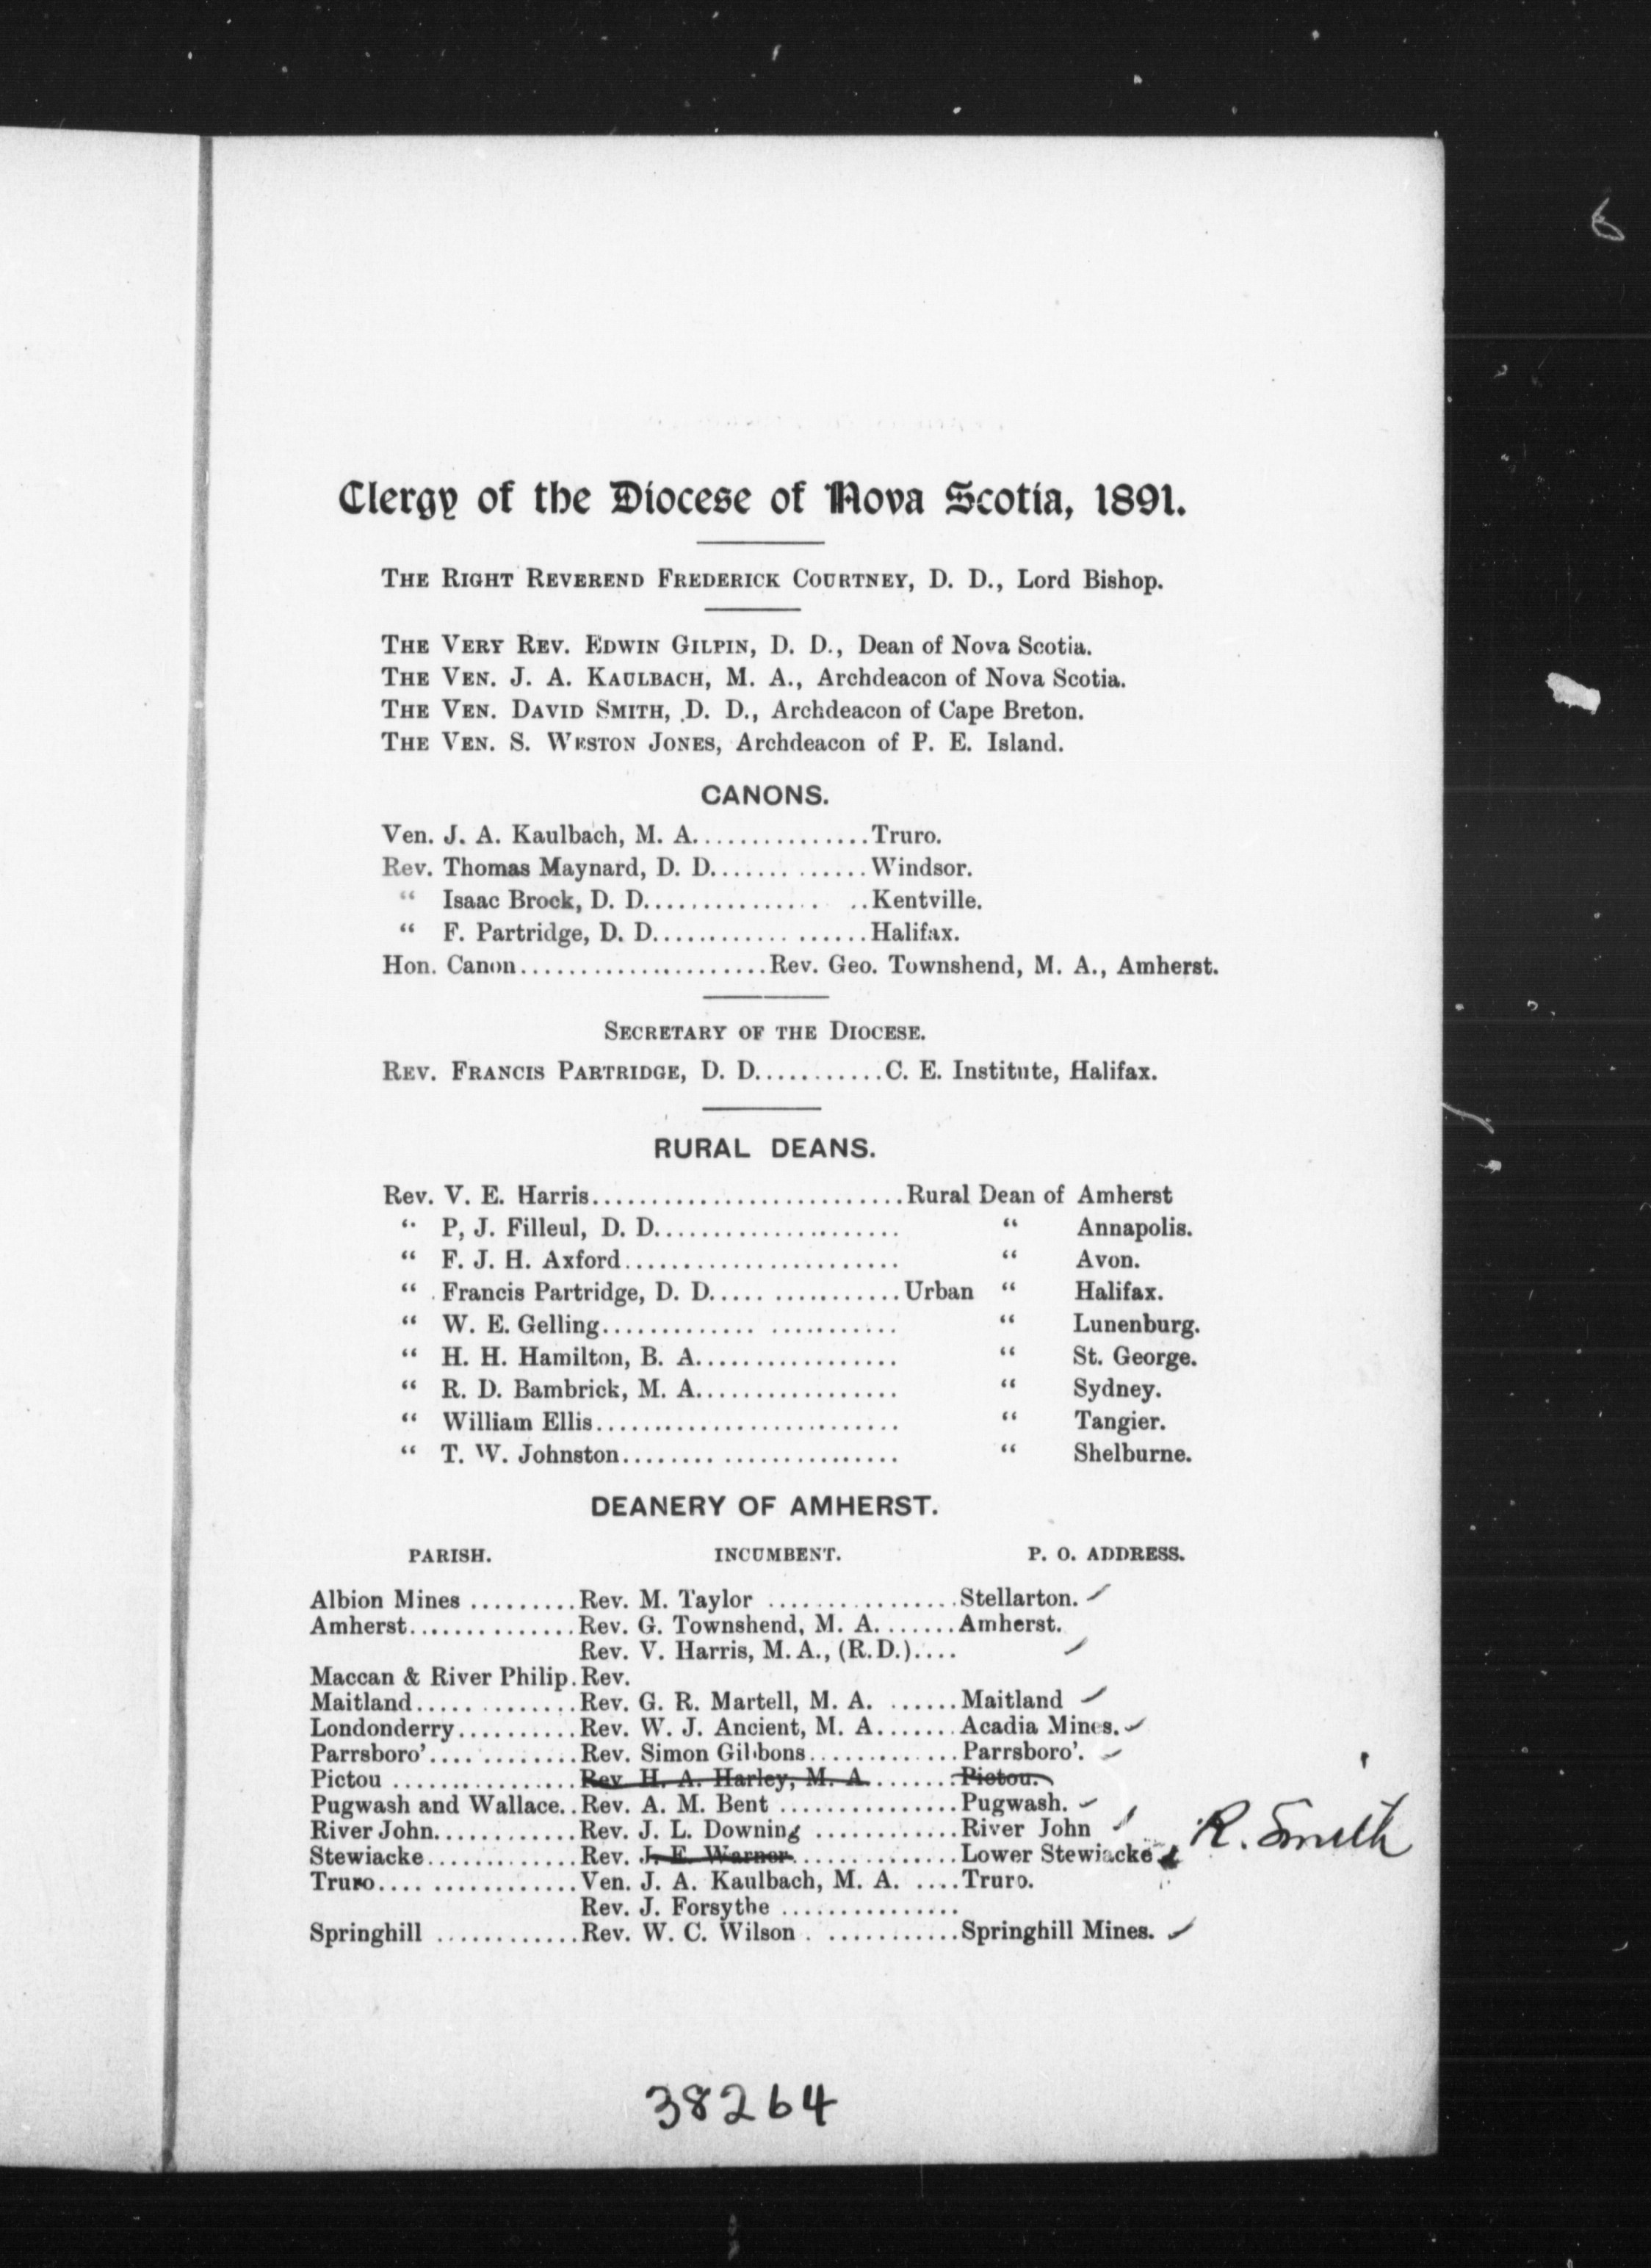 Clergy of the Diocese of Nova Scotia, 1891.
THE RIGHT REVEREND FREDERICK COURTNEY, D. D., Lord Bishop.
THE VERY REV. EDWIN GILPIN, D. D., Dean of Nova Scotia.
THE VEN. J. A. KAULBACH, M. A., Archdeacon of Nova Scotia.
THE VEN. DAVID SMITH, D. D., Archdeacon of Cape Breton.
THE VEN. S. WESTON JONES, Archdeacon of P. E. Island.
CANONS.
Ven. J. A. Kaulbach, M. A...............Truro.
Rev. Thomas Maynard, D. D............Windsor.
“ Isaac Brock, D. D.................Kentville.
“ F. Partridge, D. D.................Halifax.
Hon. Canon.....................Rev. Geo. Townshend, M. A., Amherst.
SECRETARY OF THE DIOCESE.
REV. FRANCIS PARTRIDGE, D. D...........C. E. Institute, Halifax.
RURAL DEANS.
Rev. V. E. Harris..........................Rural Dean of Amherst
“ P, J. Filleul, D. D..................... “ Annapolis.
“ F. J. H. Axford....................... “ Avon.
“ Francis Partridge, D. D................Urban “ Halifax.
“ W. E. Gelling........................ “ Lunenburg.
“ H. H. Hamilton, B. A................. “ St. George.
“ R. D. Bambrick, M. A................. “ Sydney.
“ William Ellis......................... “ Tangier.
“ T. W. Johnston....................... “ Shelburne.
DEANERY OF AMHERST.
PARISH. INCUMBENT. P. O. ADDRESS.
Albion Mines .........Rev. M. Taylor ................Stellarton.
Amherst..............Rev. G. Townshend, M. A.......Amherst.
Rev. V. Harris, M. A., (R. D.)....
Maccan & River Philip.Rev.
Maitland..............Rev. G. R. Martell, M. A. ......Maitland
Londonderry..........Rev. W. J. Ancient, M. A.......Acadia Mines.
Parrsboro'............Rev. Simon Gibbons.............Parrsboro'.
Pictou ................Rev H. A. Harley, M. A........Pictou.
Pugwash and Wallace..Rev. A. M. Bent ...............Pugwash.
River John............Rev. J. L. Downing ............River John
Stewiacke.............Rev. J. E. Warner..............Lower Stewiacke R. Smith
Truro.................Ven. J. A. Kaulbach, M. A. ....Truro.
Rev. J. Forsythe ...............
Springhill ............Rev. W. C. Wilson . ...........Springhill Mines.
38264